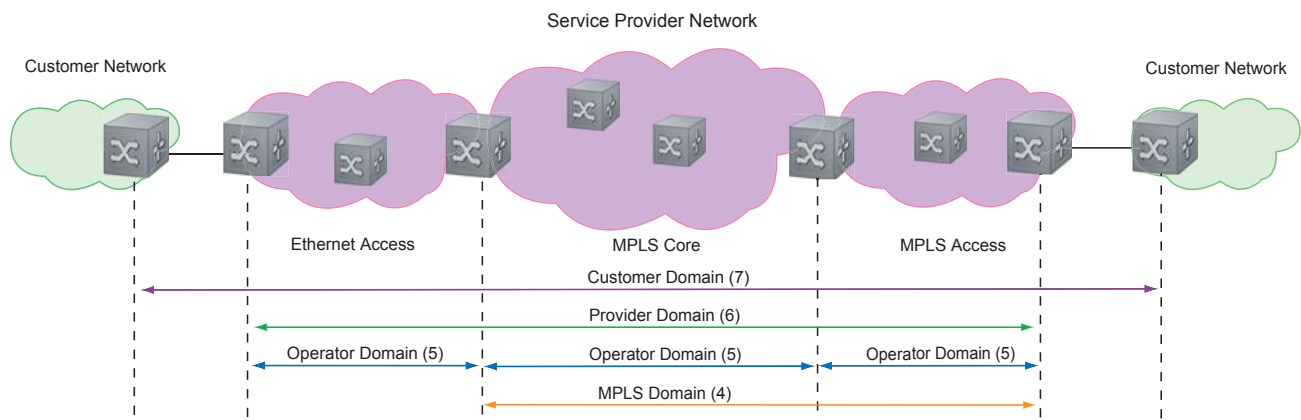 Service Provider Network
Customer Network
Customer Network
Ethernet Access
MPLS Core
MPLS Access
Customer Domain (7)
Provider Domain (6)
Operator Domain (5)
Operator Domain (5)
Operator Domain (5)
MPLS Domain (4)